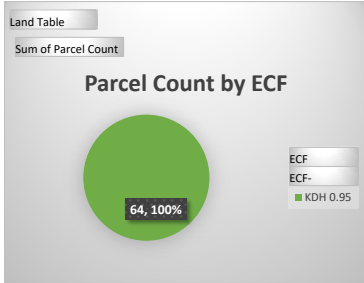 Land Table
Sum of Parcel Count
Parcel Count by ECF
64, 100%
ECF
ECF-
KDH 0.95